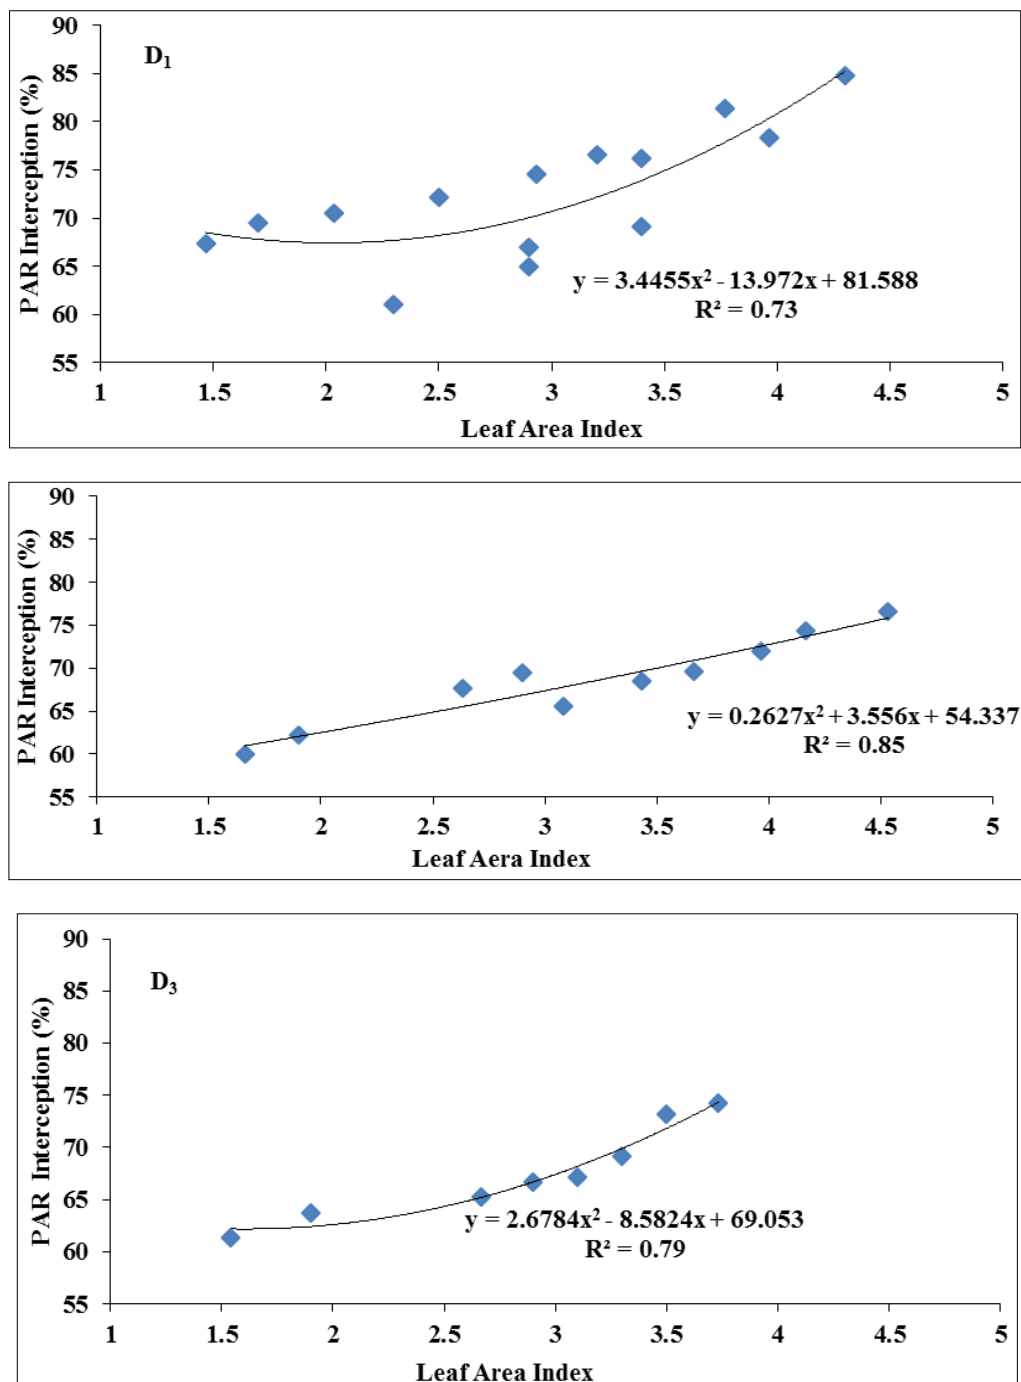 D₁
PAR Interception (%)
90
85
80
75
70
65
60
55
y = 3.4455x² - 13.972x + 81.588
R² = 0.73
1 1.5 2 2.5 3 3.5 4 4.5 5
Leaf Area Index
PAR Interception (%)
90
85
80
75
70
65
60
55
y = 0.2627x² + 3.556x + 54.337
R² = 0.85
1 1.5 2 2.5 3 3.5 4 4.5 5
Leaf Aera Index
D₃
PAR Interception (%)
90
85
80
75
70
65
60
55
y = 2.6784x² - 8.5824x + 69.053
R² = 0.79
1 1.5 2 2.5 3 3.5 4 4.5 5
Leaf Area Index